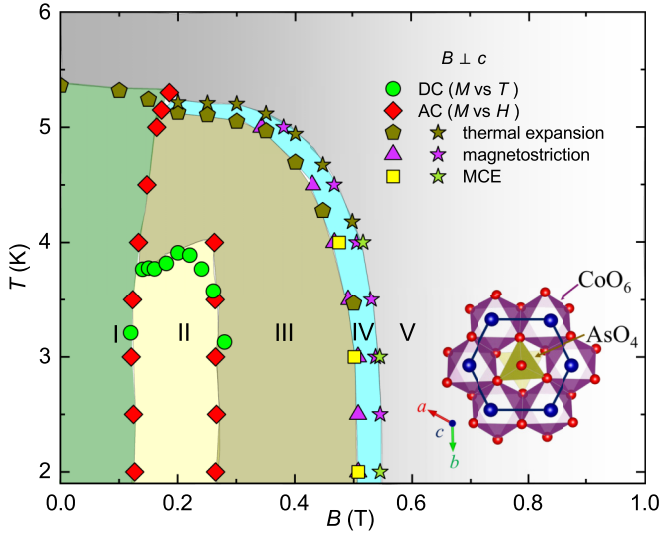 6
5
4
3
2
T (K)
B ⊥ c
DC (M vs T)
AC (M vs H)
thermal expansion
magnetostriction
MCE
I
II
III
IV
V
CoO6
AsO4
a
c
b
0.0
0.2
0.4
0.6
0.8
1.0
B (T)